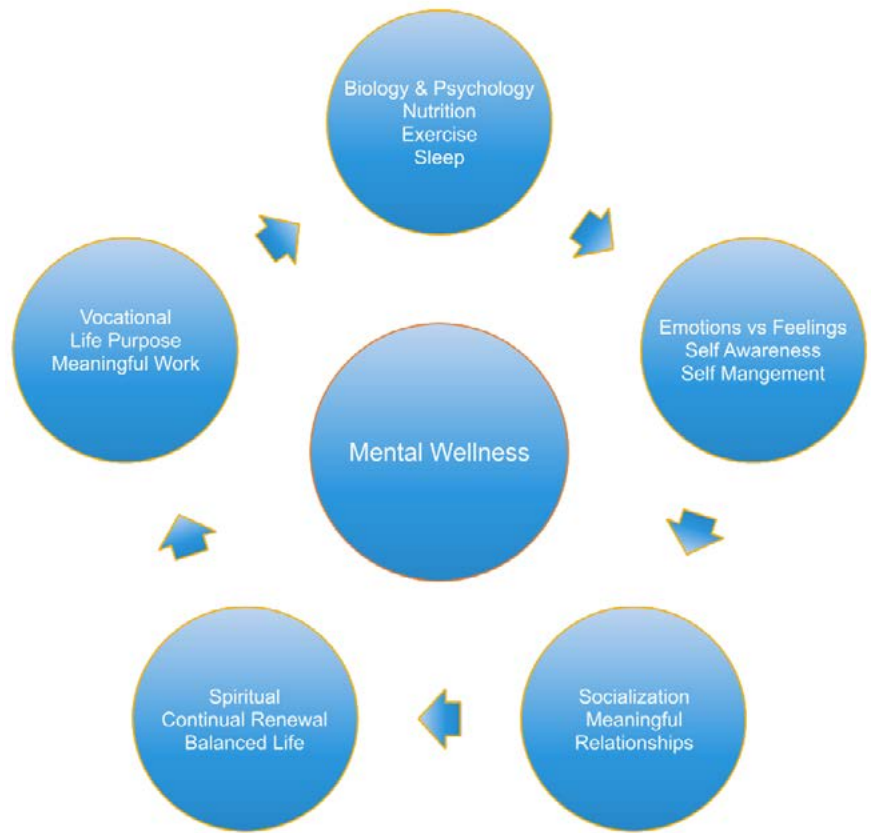 Biology & Psychology
Nutrition
Exercise
Sleep
Emotions vs Feelings
Self Awareness
Self Mangement
Socialization
Meaningful
Relationships
Spiritual
Continual Renewal
Balanced Life
Vocational
Life Purpose
Meaningful Work
Mental Wellness